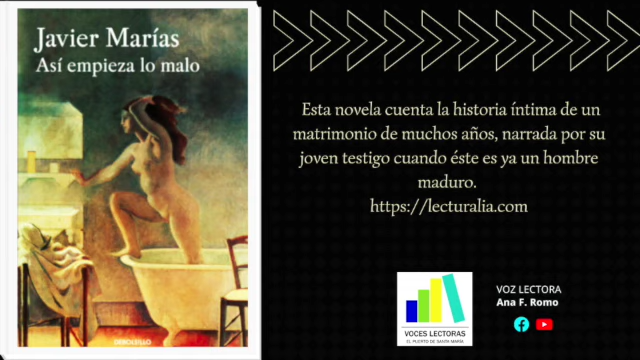 Javier Marías
Así empieza lo malo
DEBOLS!LLO
Esta novela cuenta la historia íntima de un
matrimonio de muchos años, narrada por su
joven testigo cuando éste es ya un hombre
maduro.
https://lecturalia.com
VOCES LECTORAS
EL PUERTO DE SANTA MARÍA
VOZ LECTORA
Ana F. Romo